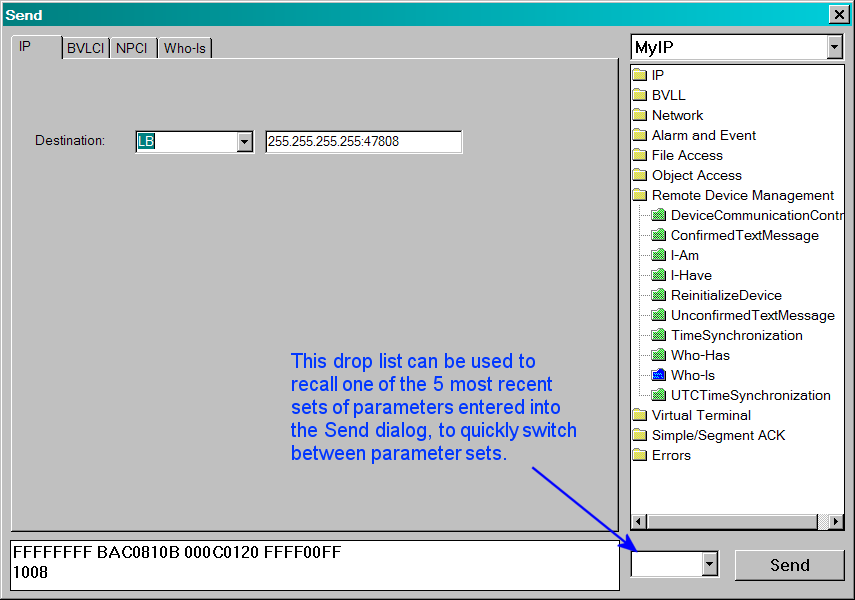 Send
IP
BVLCI
NPCI
Who-Is
MyIP
IP
BVLL
Network
Alarm and Event
File Access
Object Access
Remote Device Management
DeviceCommunicationContr
ConfirmedTextMessage
I-Am
I-Have
ReinitializeDevice
UnconfirmedTextMessage
TimeSynchronization
Who-Has
Who-Is
UTCTimeSynchronization
Virtual Terminal
Simple/Segment ACK
Errors
Destination:
LB
255.255.255.255:47808
This drop list can be used to
recall one of the 5 most recent
sets of parameters entered into
the Send dialog, to quickly switch
between parameter sets.
FFFFFFFF BAC0810B 000C0120 FFFF00FF
1008
Send